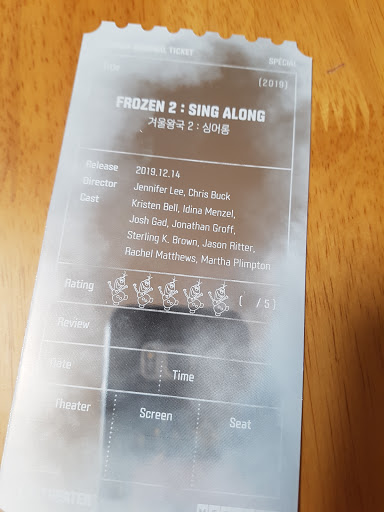 TICKET
SPECIAL
Title
(2019)
FROZEN 2 : SING ALONG
겨울왕국 2 : 싱어롱
Release 2019.12.14
Director Jennifer Lee, Chris Buck
Cast Kristen Bell, Idina Menzel,
Josh Gad, Jonathan Groff,
Sterling K. Brown, Jason Ritter,
Rachel Matthews, Martha Plimpton
Rating ( / 5)
Review
Date Time
Theater Screen Seat